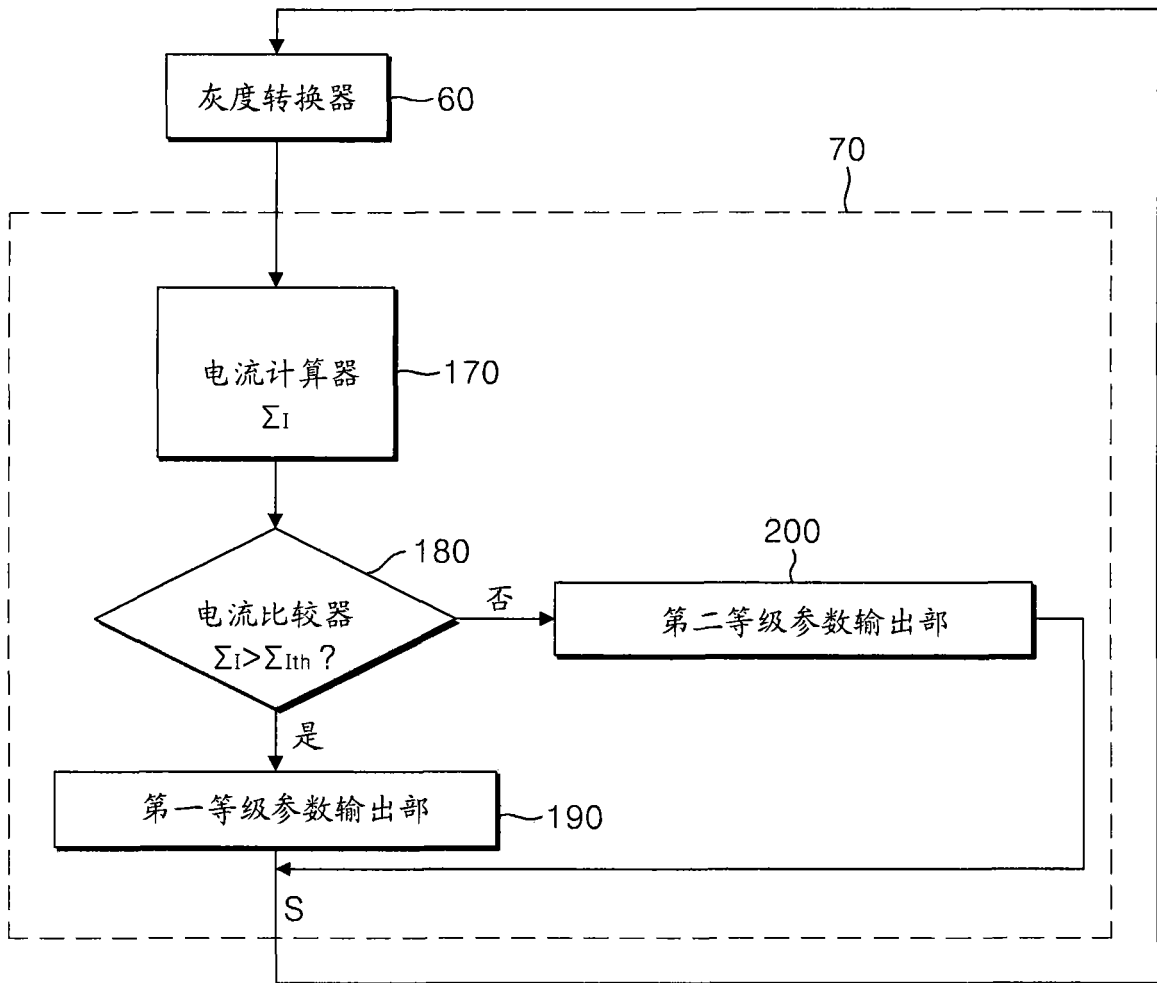 灰度转换器
60
70
电流计算器
ΣI
170
180
200
电流比较器
ΣI>ΣIth ?
否
第二等级参数输出部
是
第一等级参数输出部
190
S